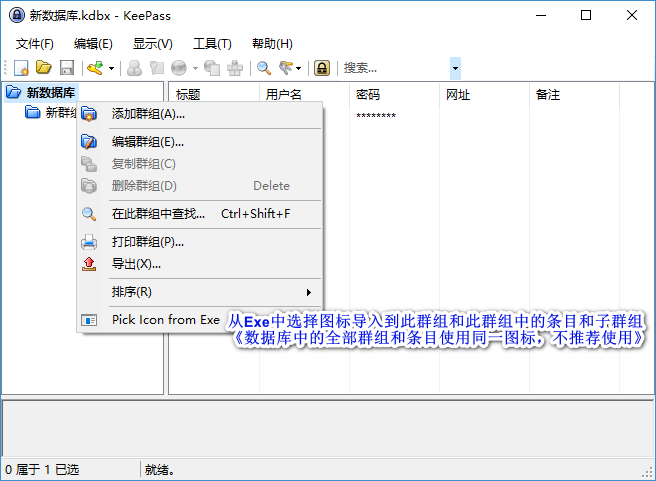 新数据库.kdbx - KeePass
文件(F) 编辑(E) 显示(V) 工具(T) 帮助(H)
搜索...
新数据库
新群组
标题 用户名 密码 网址 备注
********
添加群组(A)...
编辑群组(E)...
复制群组(C)
删除群组(D) Delete
在此群组中查找... Ctrl+Shift+F
打印群组(P)...
导出(X)...
排序(R)
Pick Icon from Exe
从Exe中选择图标导入到此群组和此群组中的条目和子群组
《数据库中的全部群组和条目使用同一图标，不推荐使用》
0 属于 1 已选 就绪。